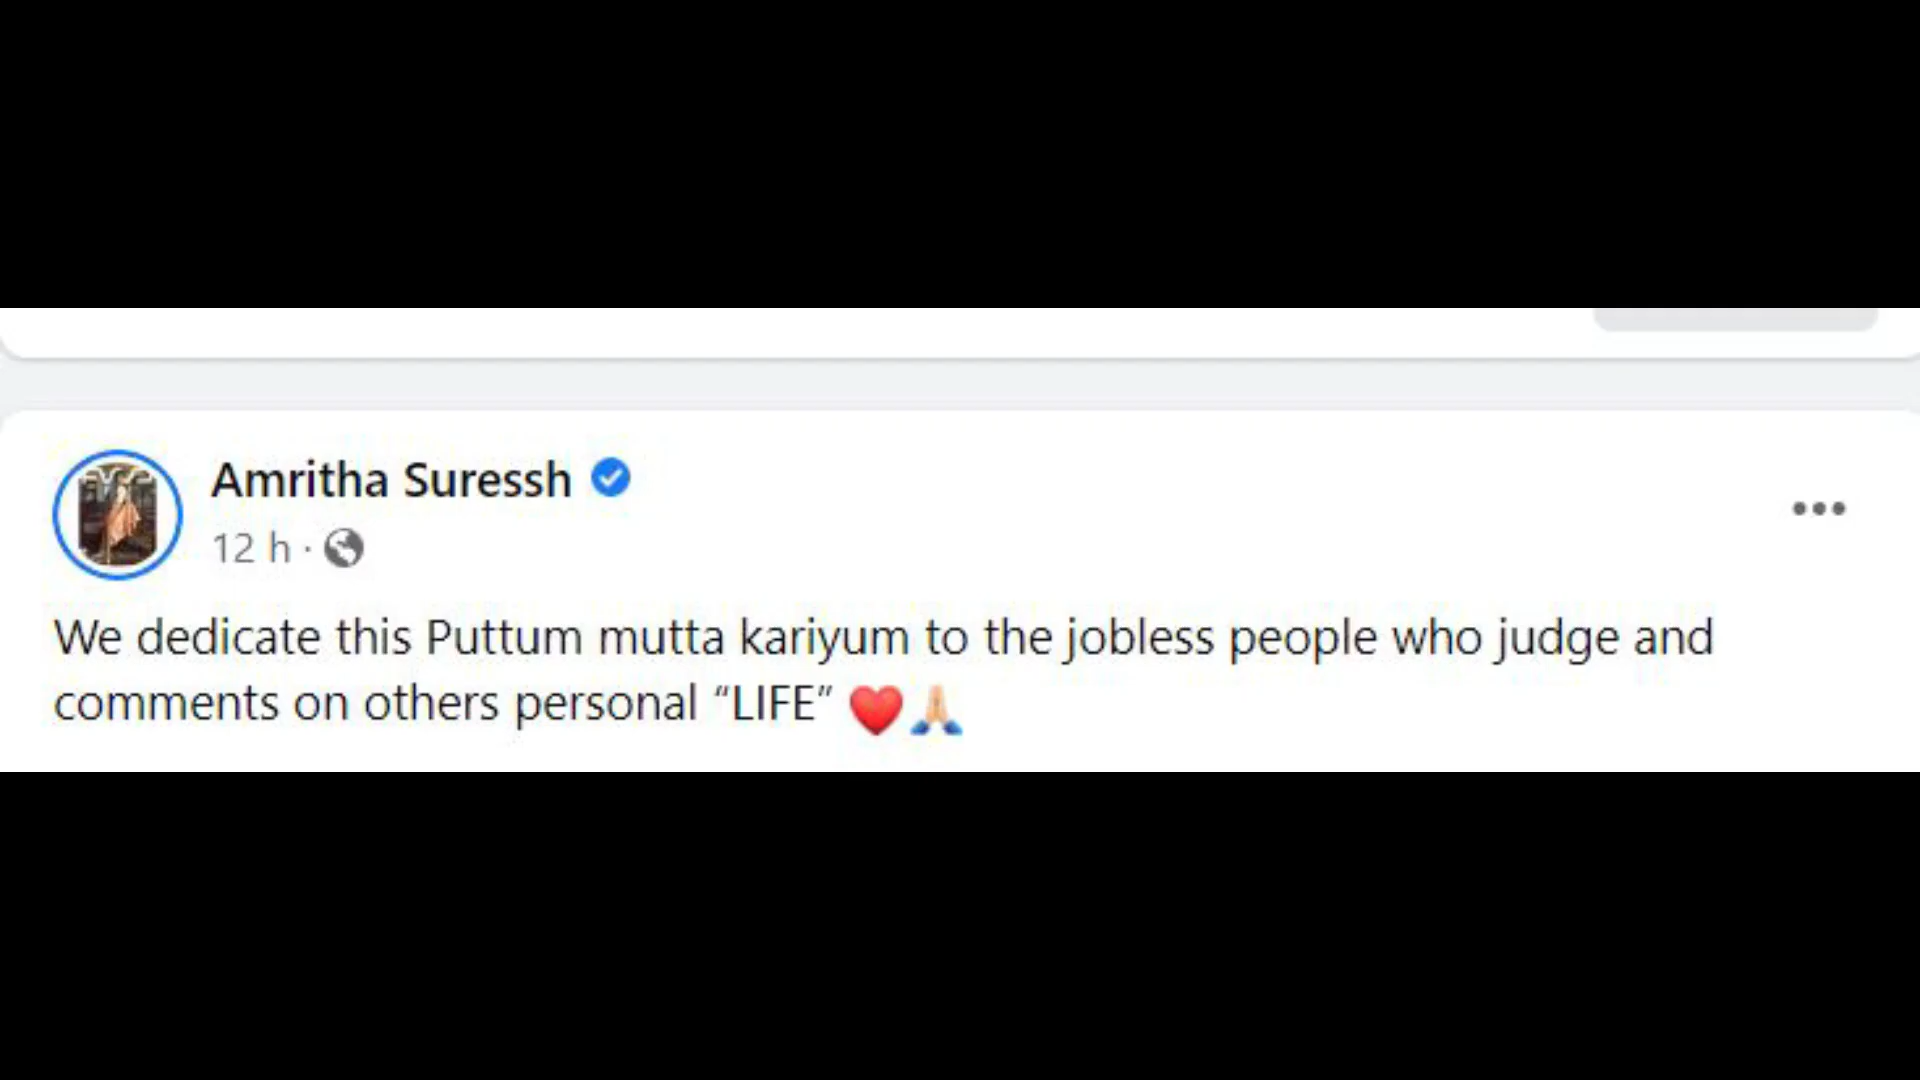 Amritha Suressh
12 h ·
We dedicate this Puttum mutta kariyum to the jobless people who judge and
comments on others personal “LIFE” ❤️🙏🏼